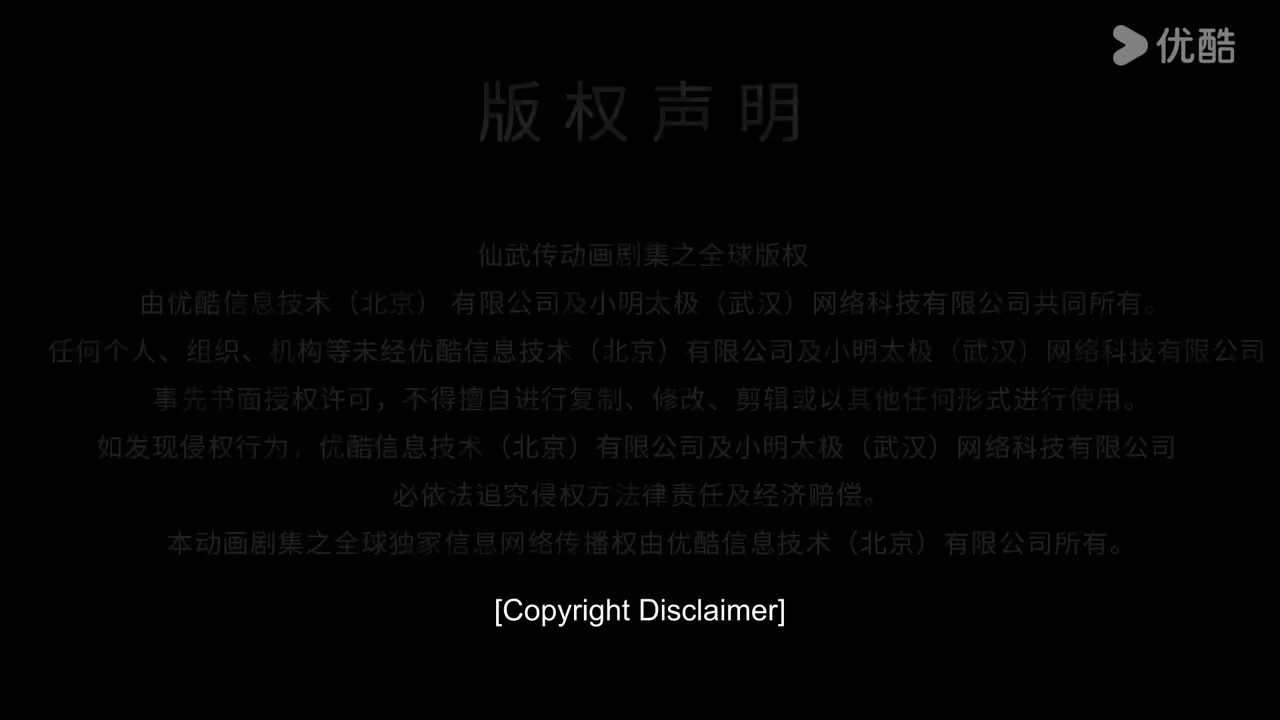 优酷
版权声明
仙武传动画剧集之全球版权
由优酷信息技术（北京） 有限公司及小明太极（武汉）网络科技有限公司共同所有。
任何个人、组织、机构等未经优酷信息技术（北京）有限公司及小明太极（武汉）网络科技有限公司
事先书面授权许可，不得擅自进行复制、修改、剪辑或以其他任何形式进行使用。
如发现侵权行为，优酷信息技术（北京）有限公司及小明太极（武汉）网络科技有限公司
必依法追究侵权方法律责任及经济赔偿。
本动画剧集之全球独家信息网络传播权由优酷信息技术（北京）有限公司所有。
[Copyright Disclaimer]